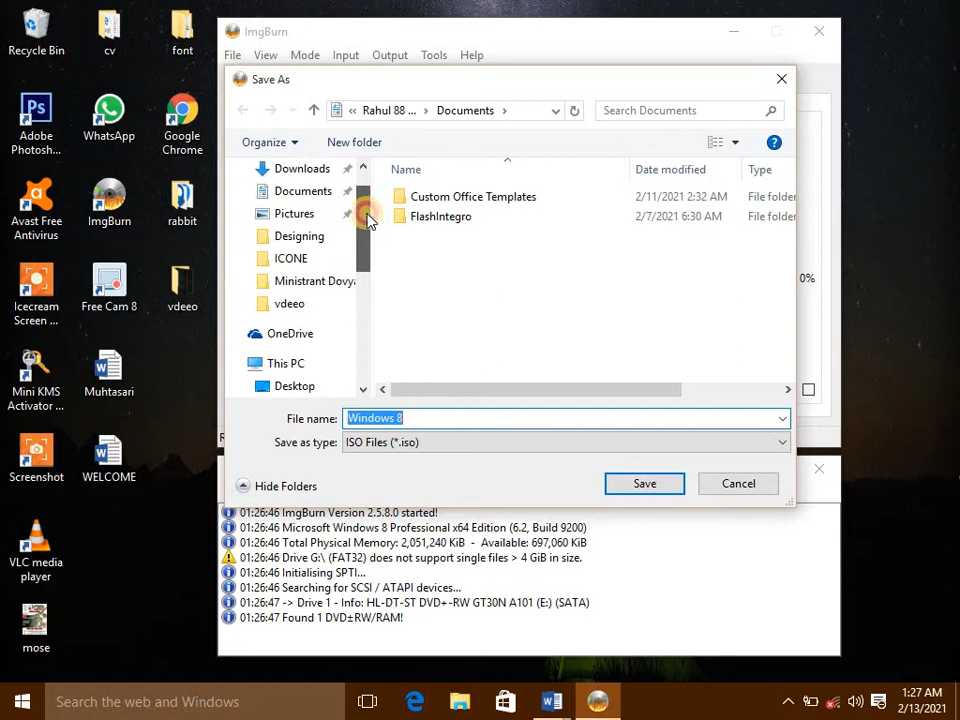 Recycle Bin
cv
font
Adobe
Photosh...
WhatsApp
Google
Chrome
Avast Free
Antivirus
ImgBurn
rabbit
Icecream
Screen ...
Free Cam 8
vdeeo
Mini KMS
Activator ...
Muhtasari
Screenshot
WELCOME
VLC media
player
mose
ImgBurn
File View Mode Input Output Tools Help
Save As
« Rahul 88 ... › Documents ›
Search Documents
Organize
New folder
Downloads
Documents
Pictures
Designing
ICONE
Ministrant Dovy
vdeeo
OneDrive
This PC
Desktop
Name Date modified Type
Custom Office Templates 2/11/2021 2:32 AM File folder
FlashIntegro 2/7/2021 6:30 AM File folder
0%
File name: Windows 8
Save as type: ISO Files (*.iso)
Hide Folders
Save
Cancel
01:26:46 ImgBurn Version 2.5.8.0 started!
01:26:46 Microsoft Windows 8 Professional x64 Edition (6.2, Build 9200)
01:26:46 Total Physical Memory: 2,051,240 KiB - Available: 697,060 KiB
01:26:46 Drive G:\ (FAT32) does not support single files > 4 GiB in size.
01:26:46 Initialising SPTI...
01:26:46 Searching for SCSI / ATAPI devices...
01:26:47 -> Drive 1 - Info: HL-DT-ST DVD+-RW GT30N A101 (E:) (SATA)
01:26:47 Found 1 DVD±RW/RAM!
Search the web and Windows
1:27 AM
2/13/2021